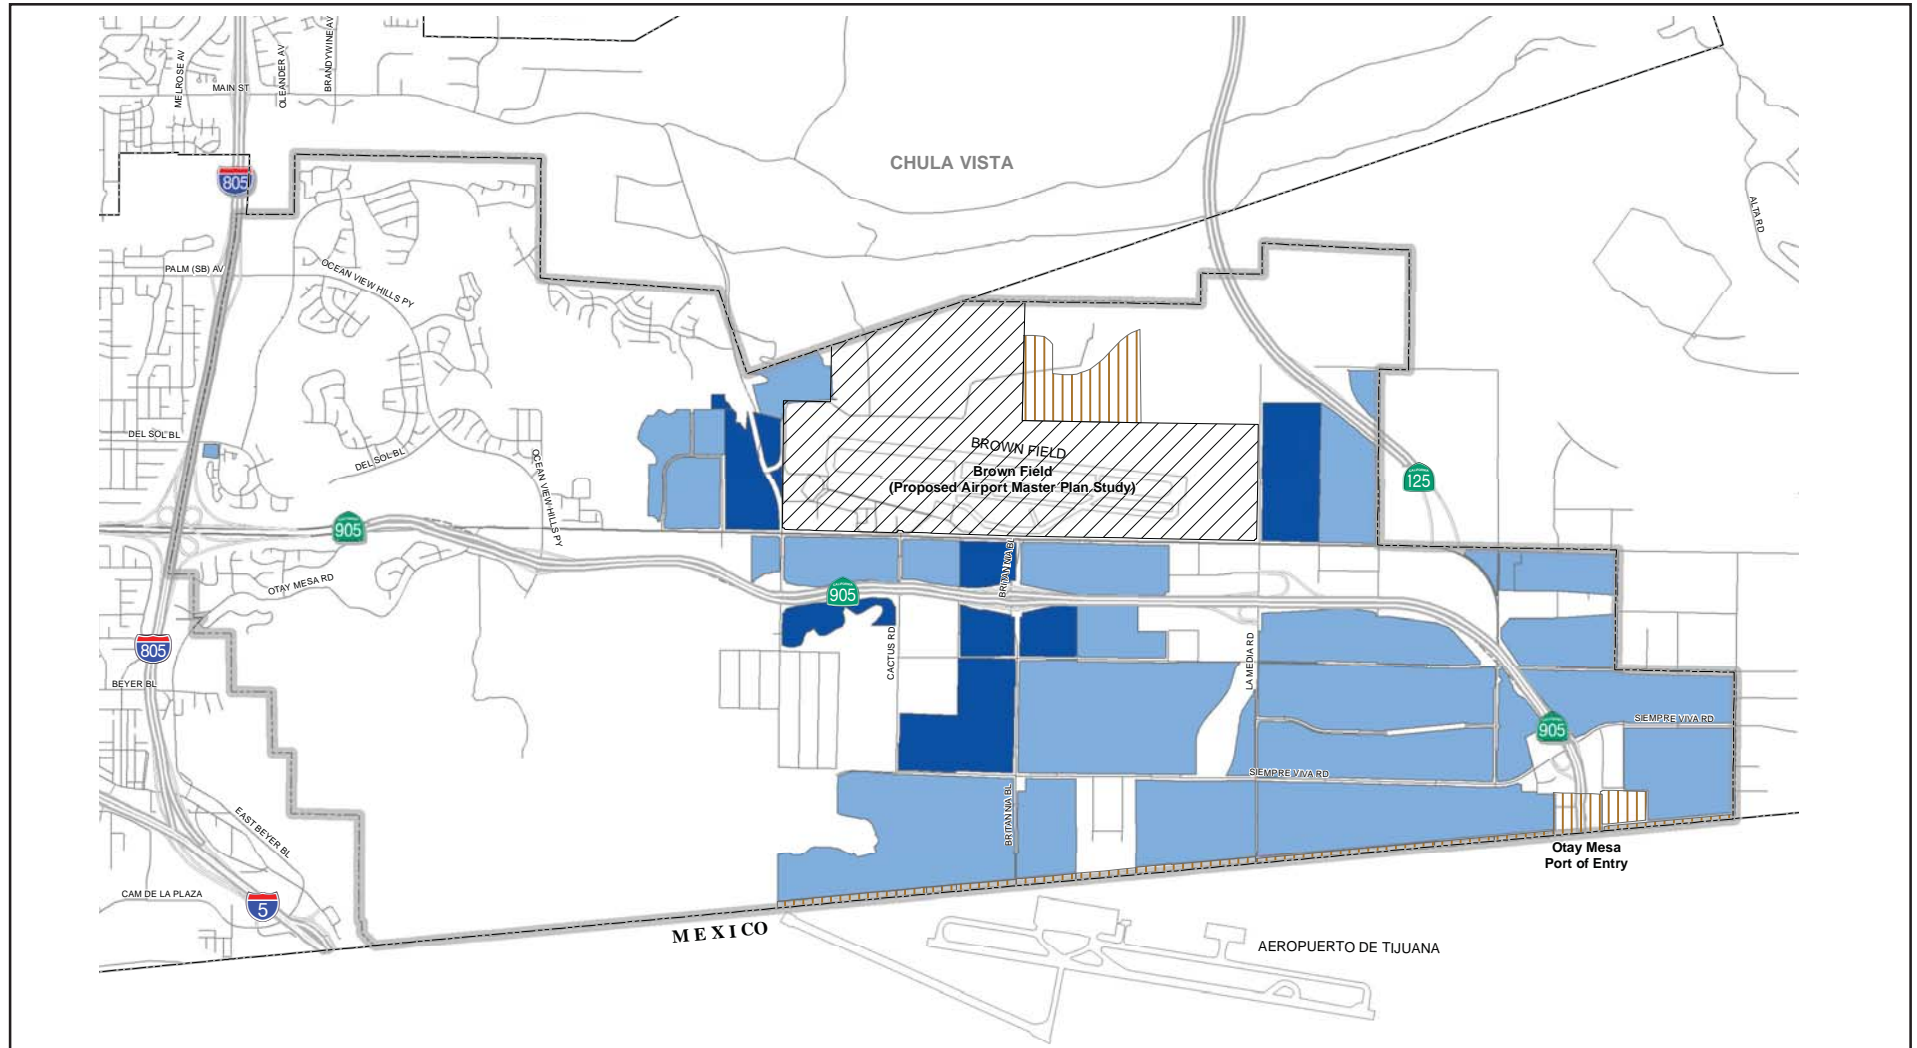 MELROSE AV
OLEANDER AV
BRANDYWINE AV
MAIN ST
CHULA VISTA
805
ALTA RD
PALM (SB) AV
OCEAN VIEW HILLS PY
DEL SOL BL
DEL SOL BL
OCEAN VIEW HILLS PY
BROWN FIELD
Brown Field
(Proposed Airport Master Plan Study)
CALIFORNIA
125
CALIFORNIA
905
OTAY MESA RD
CALIFORNIA
905
BRITANNIA BL
805
CACTUS RD
LA MEDIA RD
BEYER BL
CALIFORNIA
905
SIEMPRE VIVA RD
SIEMPRE VIVA RD
EAST BEYER BL
BRITANNIA BL
Otay Mesa
Port of Entry
CAM DE LA PLAZA
5
MEXICO
AEROPUERTO DE TIJUANA